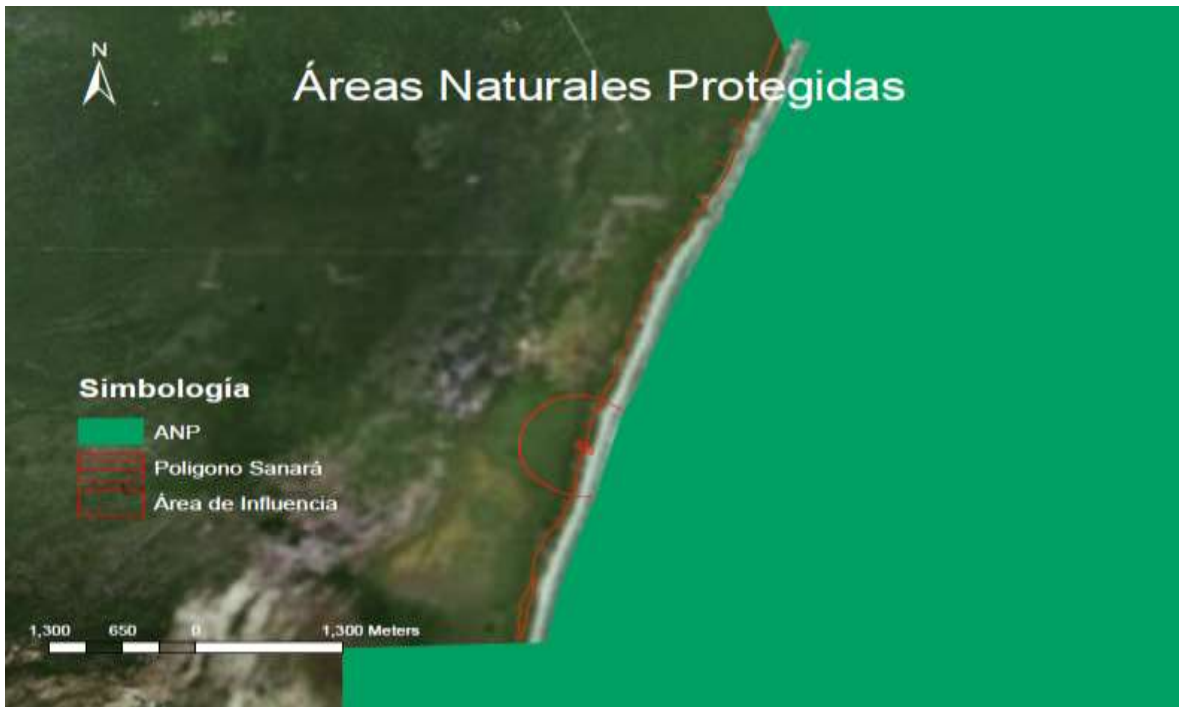 N
Áreas Naturales Protegidas
Simbología
ANP
Poligono Sanará
Área de Influencia
1,300 650 0 1,300 Meters